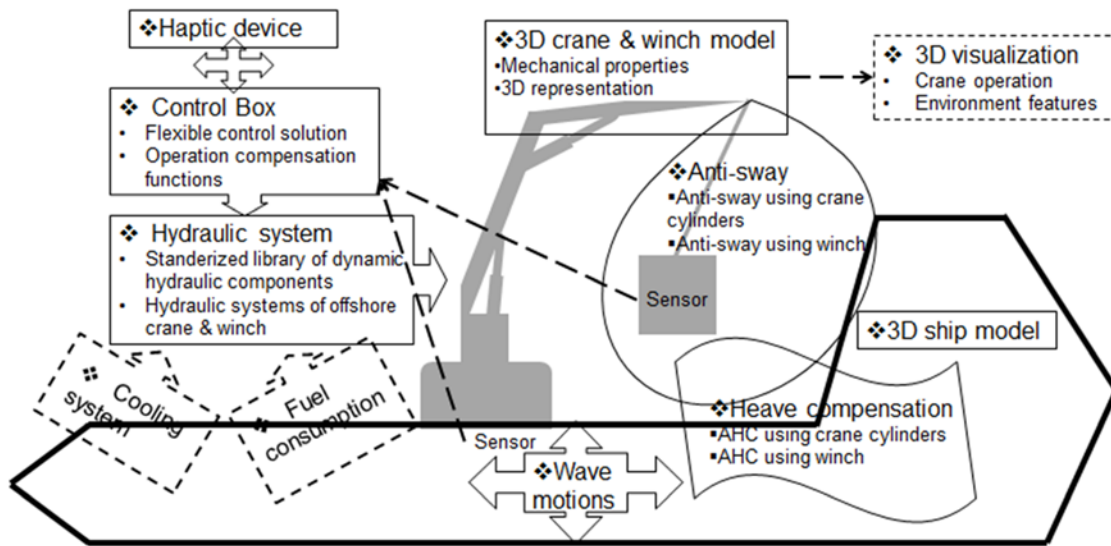 ❖Haptic device
❖ Control Box
• Flexible control solution
• Operation compensation
functions
❖ Hydraulic system
• Standerized library of dynamic
hydraulic components
• Hydraulic systems of offshore
crane & winch
❖ Cooling
system
❖ Fuel
consumption
❖3D crane & winch model
•Mechanical properties
•3D representation
❖ 3D visualization
• Crane operation
• Environment features
❖Anti-sway
▪Anti-sway using crane
cylinders
▪Anti-sway using winch
Sensor
❖3D ship model
❖Heave compensation
▪AHC using crane cylinders
▪AHC using winch
Sensor
❖Wave
motions